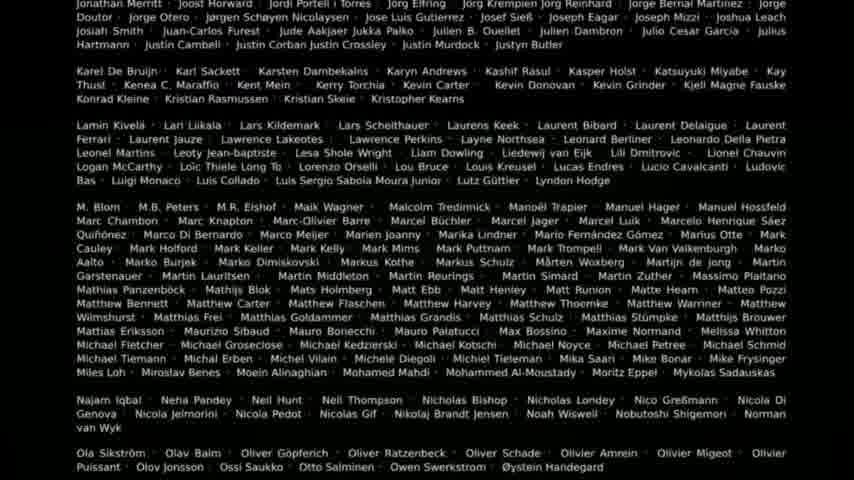 Jonathan Merritt · Joost Horward · Jordi Portell i Torres · Jörg Elfring · Jörg Krempien Jörg Reinhard · Jorge Bernal Martinez · Jorge
Doutor · Jorge Otero · Jørgen Schøyen Nicolaysen · Jose Luis Gutierrez · Josef Sieß · Joseph Eagar · Joseph Mizzi · Joshua Leach
Josiah Smith · Juan-Carlos Furest · Jude Aakjaer Jukka Palko · Julien B. Ouellet · Julien Dambron · Julio Cesar Garcia · Julius
Hartmann · Justin Cambell · Justin Corban Justin Crossley · Justin Murdock · Justyn Butler
Karel De Bruijn · Karl Sackett · Karsten Dambekalns · Karyn Andrews · Kashif Rasul · Kasper Holst · Katsuyuki Miyabe · Kay
Thust · Kenea C. Maraffio · Kent Mein · Kerry Torchia · Kevin Carter · Kevin Donovan · Kevin Grinder · Kjell Magne Fauske
Konrad Kleine · Kristian Rasmussen · Kristian Skeie · Kristopher Kearns
Lamin Kivelä · Lari Liikala · Lars Kildemark · Lars Scheithauer · Laurens Keek · Laurent Bibard · Laurent Delaigue · Laurent
Ferrari · Laurent Jauze · Lawrence Lakeotes · Lawrence Perkins · Layne Northsea · Leonard Berliner · Leonardo Della Pietra
Leonel Martins · Leoty Jean-baptiste · Lesa Shole Wright · Liam Dowling · Liedewij van Eijk · Lili Dmitrovic · Lionel Chauvin
Logan McCarthy · Loïc Thiele Long To · Lorenzo Orselli · Lou Bruce · Louis Kreusel · Lucas Endres · Lucio Cavalcanti · Ludovic
Bas · Luigi Monaco · Luis Collado · Luis Sergio Saboia Moura Junior · Lutz Güttler · Lyndon Hodge
M. Blom · M.B. Peters · M.R. Elshof · Maik Wagner · Malcolm Tredinnick · Manoël Trapier · Manuel Hager · Manuel Hossfeld
Marc Chambon · Marc Knapton · Marc-Olivier Barre · Marcel Büchler · Marcel Jager · Marcel Luik · Marcelo Henrique Sáez
Quiñónez · Marco Di Bernardo · Marco Meijer · Marien Joanny · Marika Lindner · Mario Fernández Gómez · Marius Otte · Mark
Cauley · Mark Holford · Mark Keller · Mark Kelly · Mark Mims · Mark Puttnam · Mark Trompell · Mark Van Valkenburgh · Marko
Aalto · Marko Burjek · Marko Dimiskovski · Markus Kothe · Markus Schulz · Mårten Woxberg · Martijn de jong · Martin
Garstenauer · Martin Lauritsen · Martin Middleton · Martin Reurings · Martin Simard · Martin Zuther · Massimo Plaitano
Mathias Panzenböck · Mathijs Blok · Mats Holmberg · Matt Ebb · Matt Henley · Matt Runion · Matte Hearn · Matteo Pozzi
Matthew Bennett · Matthew Carter · Matthew Flaschen · Matthew Harvey · Matthew Thoemke · Matthew Warriner · Matthew
Wilmshurst · Matthias Frei · Matthias Goldammer · Matthias Grandis · Matthias Schulz · Matthias Stümpke · Matthijs Brouwer
Mattias Eriksson · Maurizio Sibaud · Mauro Bonecchi · Mauro Palatucci · Max Bossino · Maxime Normand · Melissa Whitton
Michael Fletcher · Michael Groseclose · Michael Kedzierski · Michael Kotschi · Michael Noyce · Michael Petree · Michael Schmid
Michael Tiemann · Michal Erben · Michel Vilain · Michele Diegoli · Michiel Tieleman · Mika Saari · Mike Bonar · Mike Frysinger
Miles Loh · Miroslav Benes · Moein Alinaghian · Mohamed Mahdi · Mohammed Al-Moustady · Moritz Eppel · Mykolas Sadauskas
Najam Iqbal · Neha Pandey · Neil Hunt · Neil Thompson · Nicholas Bishop · Nicholas Londey · Nico Greßmann · Nicola Di
Genova · Nicola Jelmorini · Nicola Pedot · Nicolas Gif · Nikolaj Brandt Jensen · Noah Wiswell · Nobutoshi Shigemori · Norman
van Wyk
Ola Sikström · Olav Balm · Oliver Göpferich · Oliver Ratzenbeck · Oliver Schade · Olivier Amrein · Olivier Migeot · Olivier
Puissant · Olov Jonsson · Ossi Saukko · Otto Salminen · Owen Swerkstrom · Øystein Handegard